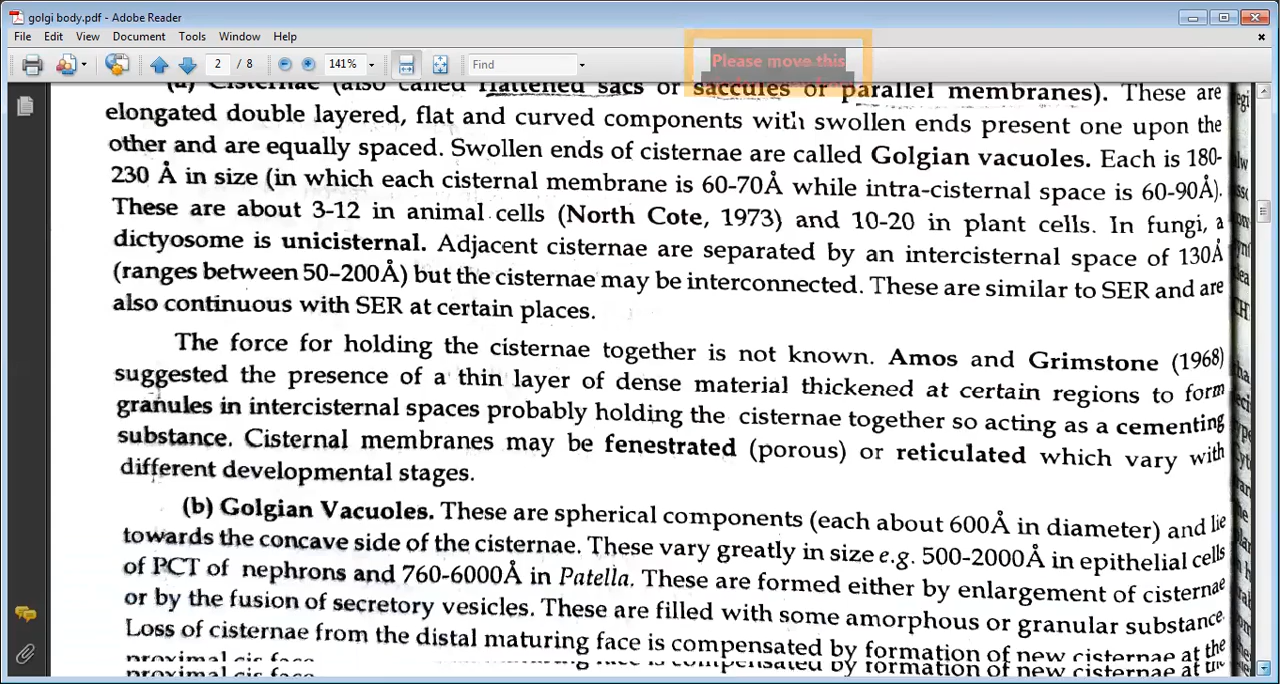 golgi body.pdf - Adobe Reader
File Edit View Document Tools Window Help
2 / 8 141% Find
Please move this
(a) Cisternae (also called flattened sacs or saccules or parallel membranes). These are
elongated double layered, flat and curved components with swollen ends present one upon the
other and are equally spaced. Swollen ends of cisternae are called Golgian vacuoles. Each is 180-
230 Å in size (in which each cisternal membrane is 60-70Å while intra-cisternal space is 60-90Å).
These are about 3-12 in animal cells (North Cote, 1973) and 10-20 in plant cells. In fungi, a
dictyosome is unicisternal. Adjacent cisternae are separated by an intercisternal space of 130Å
(ranges between 50-200Å) but the cisternae may be interconnected. These are similar to SER and are
also continuous with SER at certain places.
The force for holding the cisternae together is not known. Amos and Grimstone (1968)
suggested the presence of a thin layer of dense material thickened at certain regions to form
granules in intercisternal spaces probably holding the cisternae together so acting as a cementing
substance. Cisternal membranes may be fenestrated (porous) or reticulated which vary with
different developmental stages.
(b) Golgian Vacuoles. These are spherical components (each about 600Å in diameter) and lie
towards the concave side of the cisternae. These vary greatly in size e.g. 500-2000Å in epithelial cells
of PCT of nephrons and 760-6000Å in Patella. These are formed either by enlargement of cisternae
or by the fusion of secretory vesicles. These are filled with some amorphous or granular substance.
Loss of cisternae from the distal maturing face is compensated by formation of new cisternae at the
proximal cis face